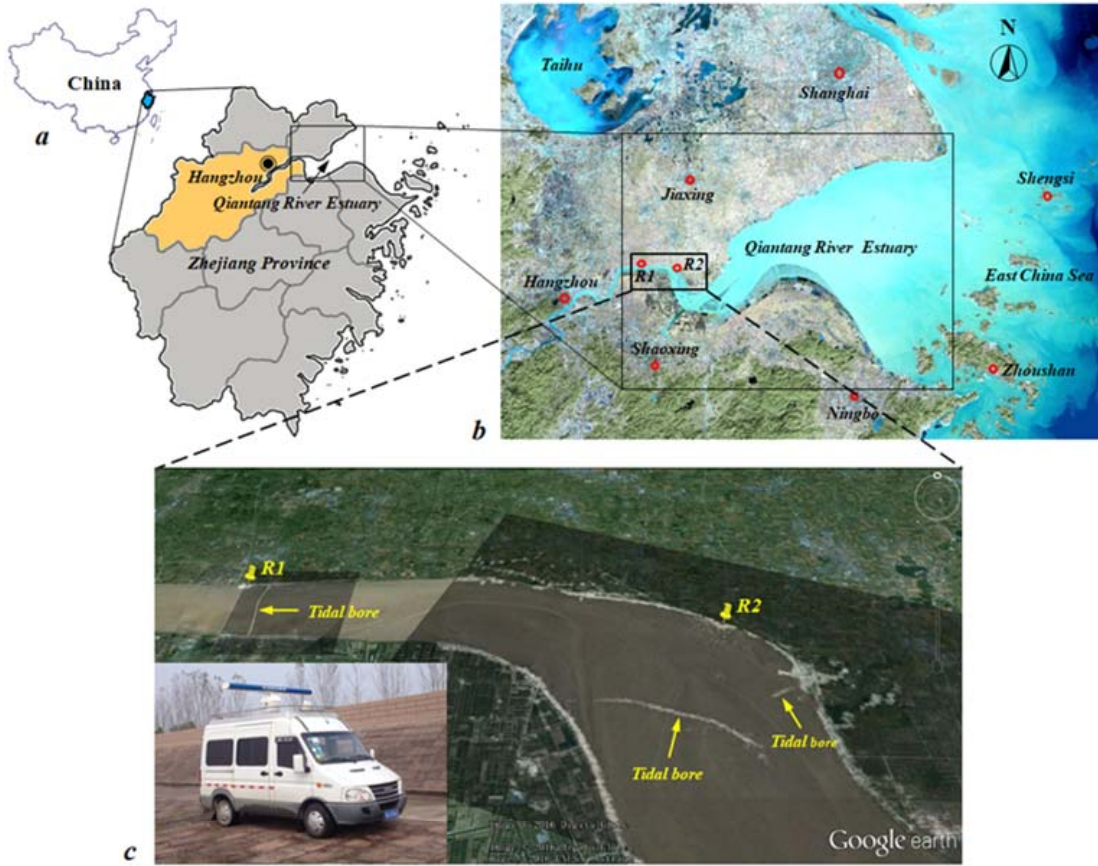 China
a
Hangzhou
Qiantang River Estuary
Zhejiang Province
Taihu
N
Shanghai
Jiaxing
Shengsi
Qiantang River Estuary
R1
R2
Hangzhou
East China Sea
Shaoxing
Zhoushan
Ningbo
b
R1
Tidal bore
R2
Tidal bore
Tidal bore
Google earth
c